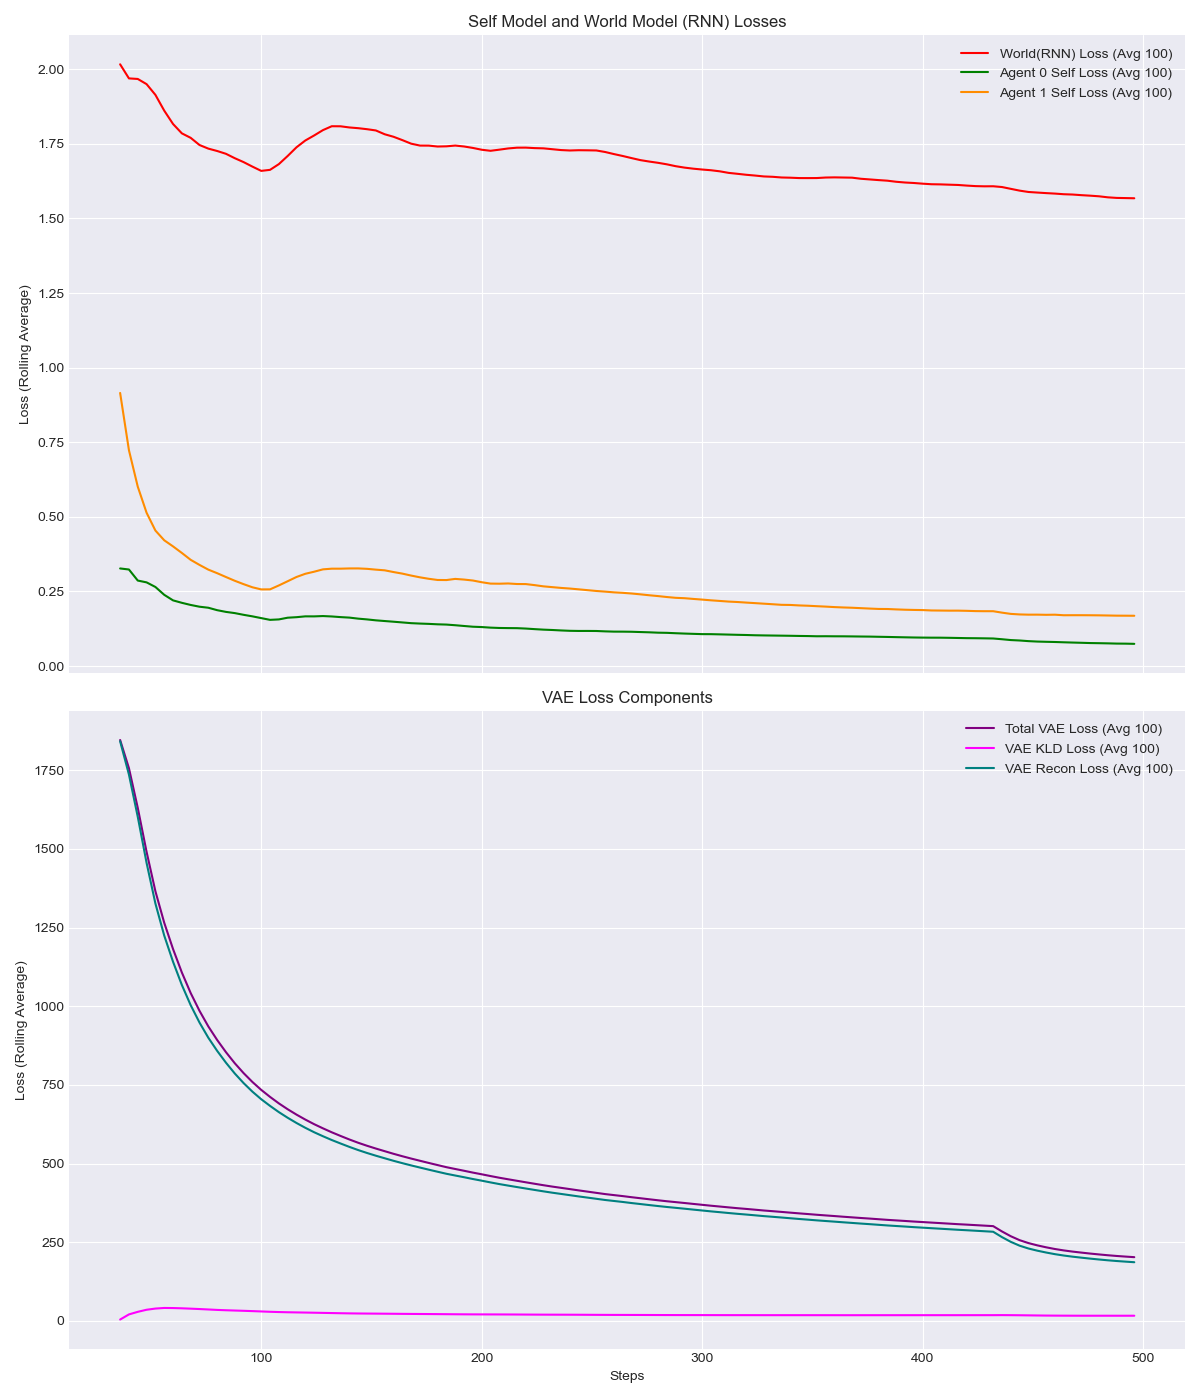 Self Model and World Model (RNN) Losses
World(RNN) Loss (Avg 100)
Agent 0 Self Loss (Avg 100)
Agent 1 Self Loss (Avg 100)
2.00
1.75
1.50
1.25
1.00
0.75
0.50
0.25
0.00
Loss (Rolling Average)
VAE Loss Components
Total VAE Loss (Avg 100)
VAE KLD Loss (Avg 100)
VAE Recon Loss (Avg 100)
1750
1500
1250
1000
750
500
250
0
Loss (Rolling Average)
100 200 300 400 500
Steps